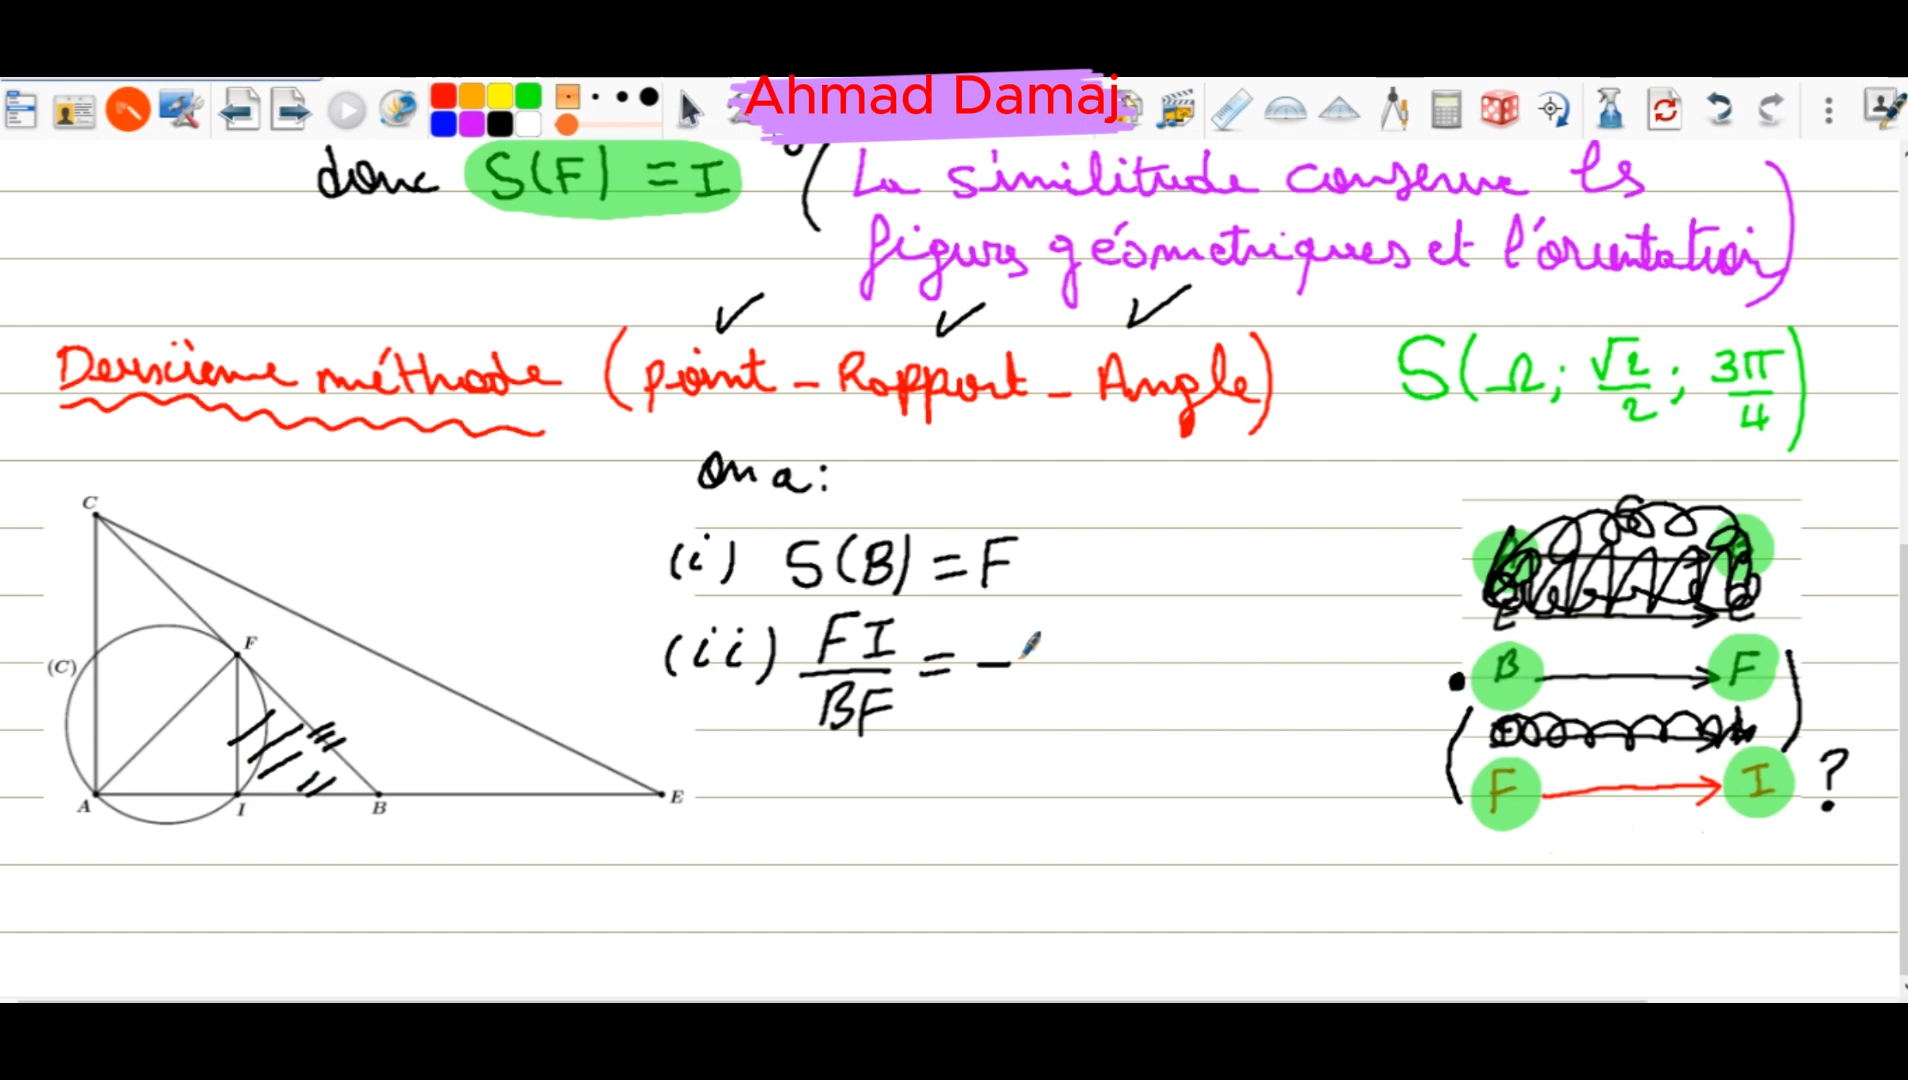 Ahmad Damaj
donc S(F) = I (La similitude conserve les
figures géométriques et l'orientation)
Deuxième méthode (Point - Rapport - Angle) S(Ω; √2/2; 3π/4)
on a:
(i) S(B) = F
(ii) FI/BF = -
C
F
(C)
A
I
B
E
E
B F
F I ?